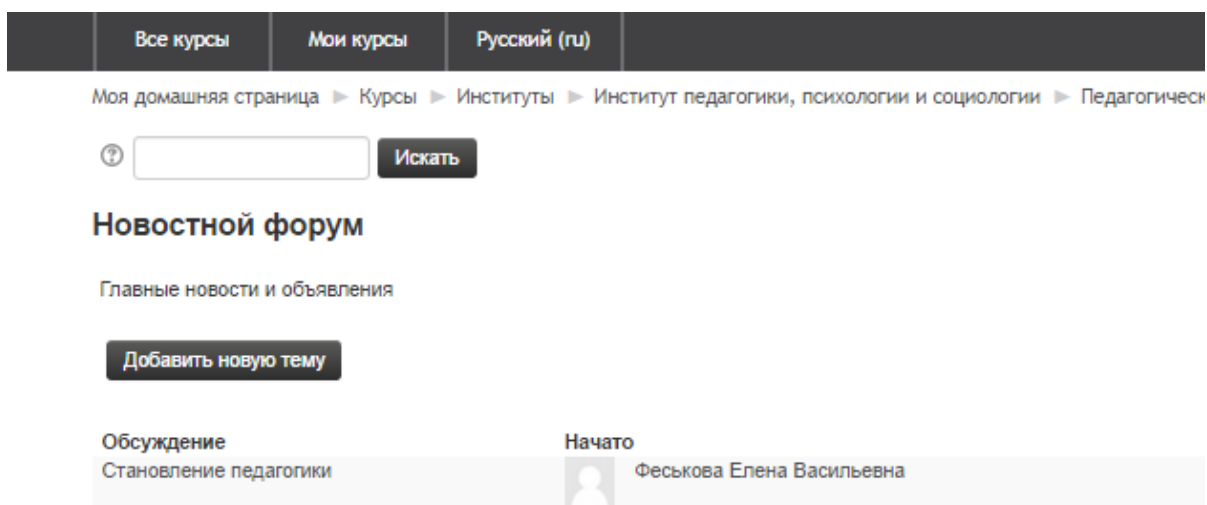 Все курсы Мои курсы Русский (ru)
Моя домашняя страница ► Курсы ► Институты ► Институт педагогики, психологии и социологии ► Педагогическ
Искать
Новостной форум
Главные новости и объявления
Добавить новую тему
Обсуждение Начато
Становление педагогики Феськова Елена Васильевна